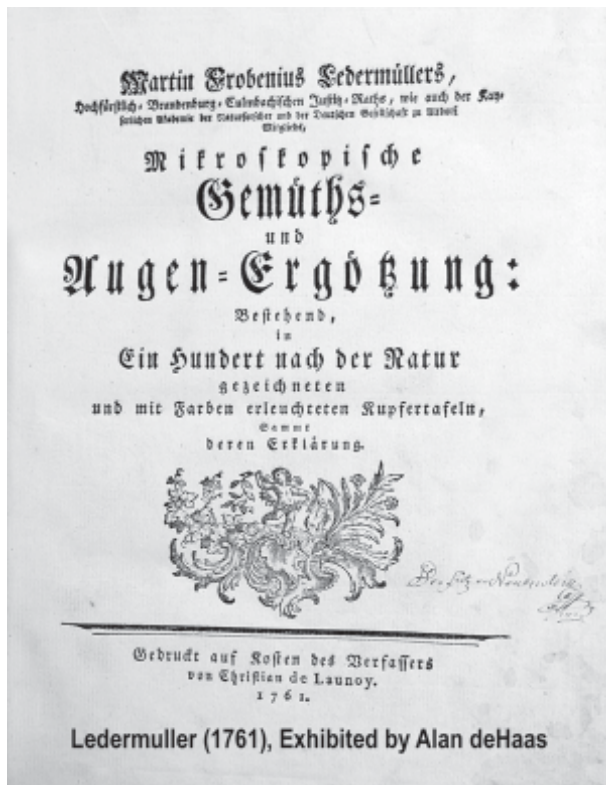 Martin Frobenius Ledermüllers,
Hochfürstlich-Brandenburg-Culmbachischen Justiz-Raths, wie auch der Kay-
serlichen Akademie der Naturforscher und der Deutschen Gesellschaft zu Altdorf
Mitglieds,
Mikroskopische
Gemüths-
und
Augen-Ergötzung:
Bestehend,
in
Ein Hundert nach der Natur
gezeichneten
und mit Farben erleuchteten Kupfertafeln,
Sammt
deren Erklärung.
Gedruckt auf Kosten des Verfassers
von Christian de Launoy.
1761.
Ledermuller (1761), Exhibited by Alan deHaas